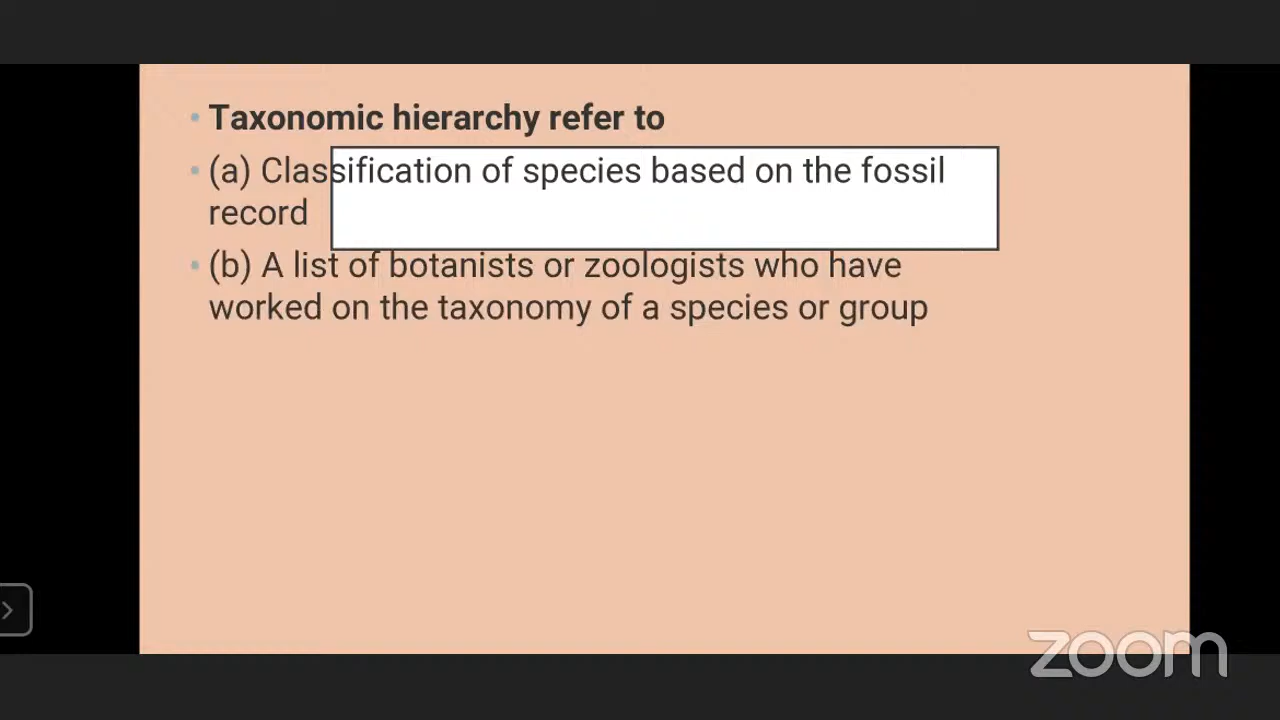 • Taxonomic hierarchy refer to
• (a) Classification of species based on the fossil
record
• (b) A list of botanists or zoologists who have
worked on the taxonomy of a species or group
zoom